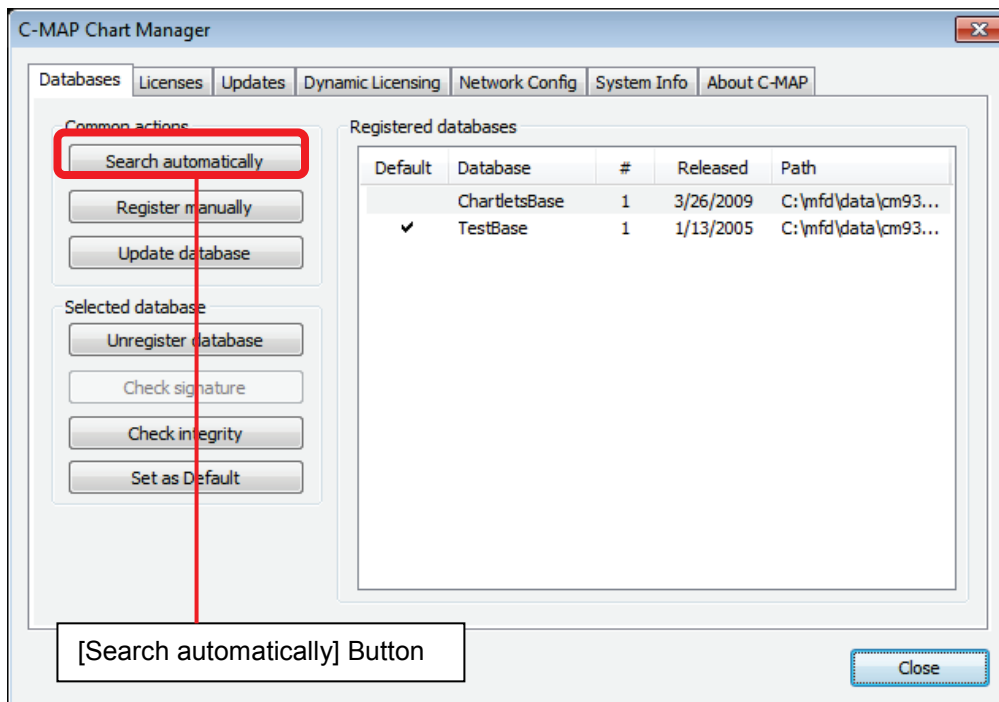 C-MAP Chart Manager
Databases Licenses Updates Dynamic Licensing Network Config System Info About C-MAP
Common actions
Search automatically
Register manually
Update database
Selected database
Unregister database
Check signature
Check integrity
Set as Default
Registered databases
Default Database # Released Path
ChartletsBase 1 3/26/2009 C:\mfd\data\cm93...
✔ TestBase 1 1/13/2005 C:\mfd\data\cm93...
[Search automatically] Button
Close